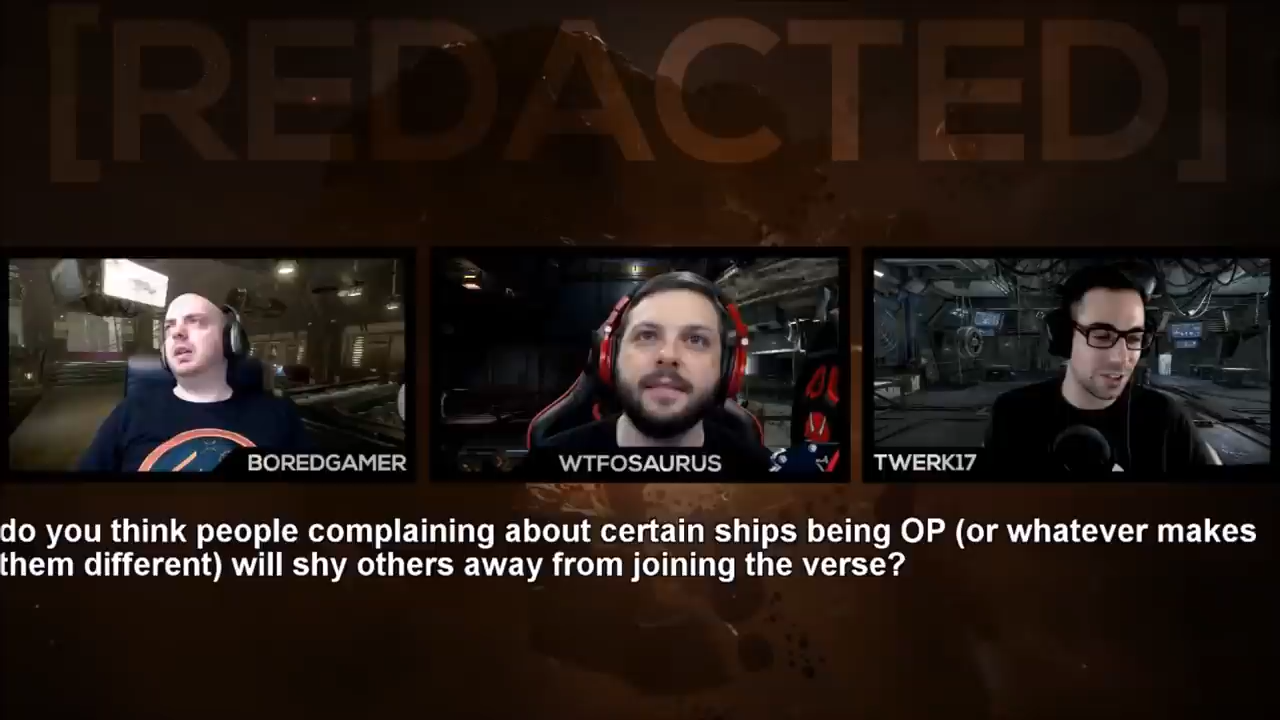 [REDACTED]
BOREDGAMER
WTFOSAURUS
TWERK17
do you think people complaining about certain ships being OP (or whatever makes
them different) will shy others away from joining the verse?